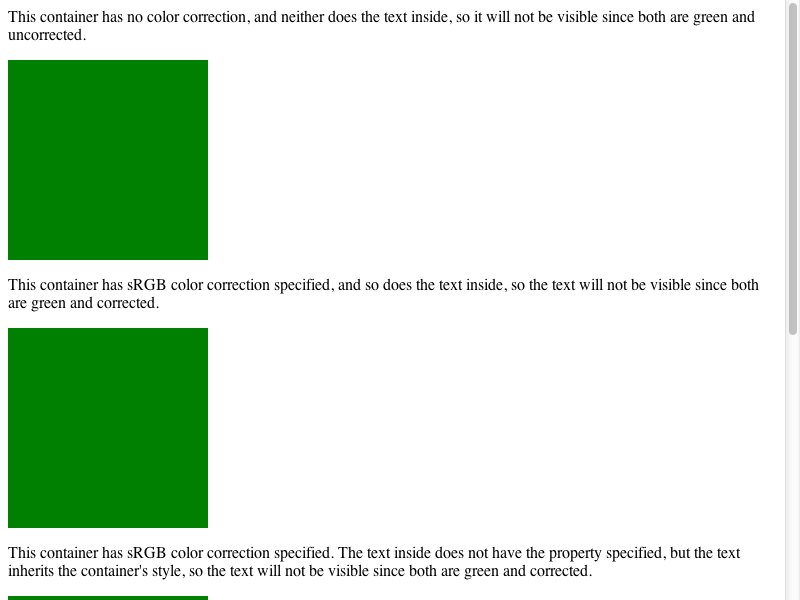 This container has no color correction, and neither does the text inside, so it will not be visible since both are green and
uncorrected.
This container has sRGB color correction specified, and so does the text inside, so the text will not be visible since both
are green and corrected.
This container has sRGB color correction specified. The text inside does not have the property specified, but the text
inherits the container's style, so the text will not be visible since both are green and corrected.